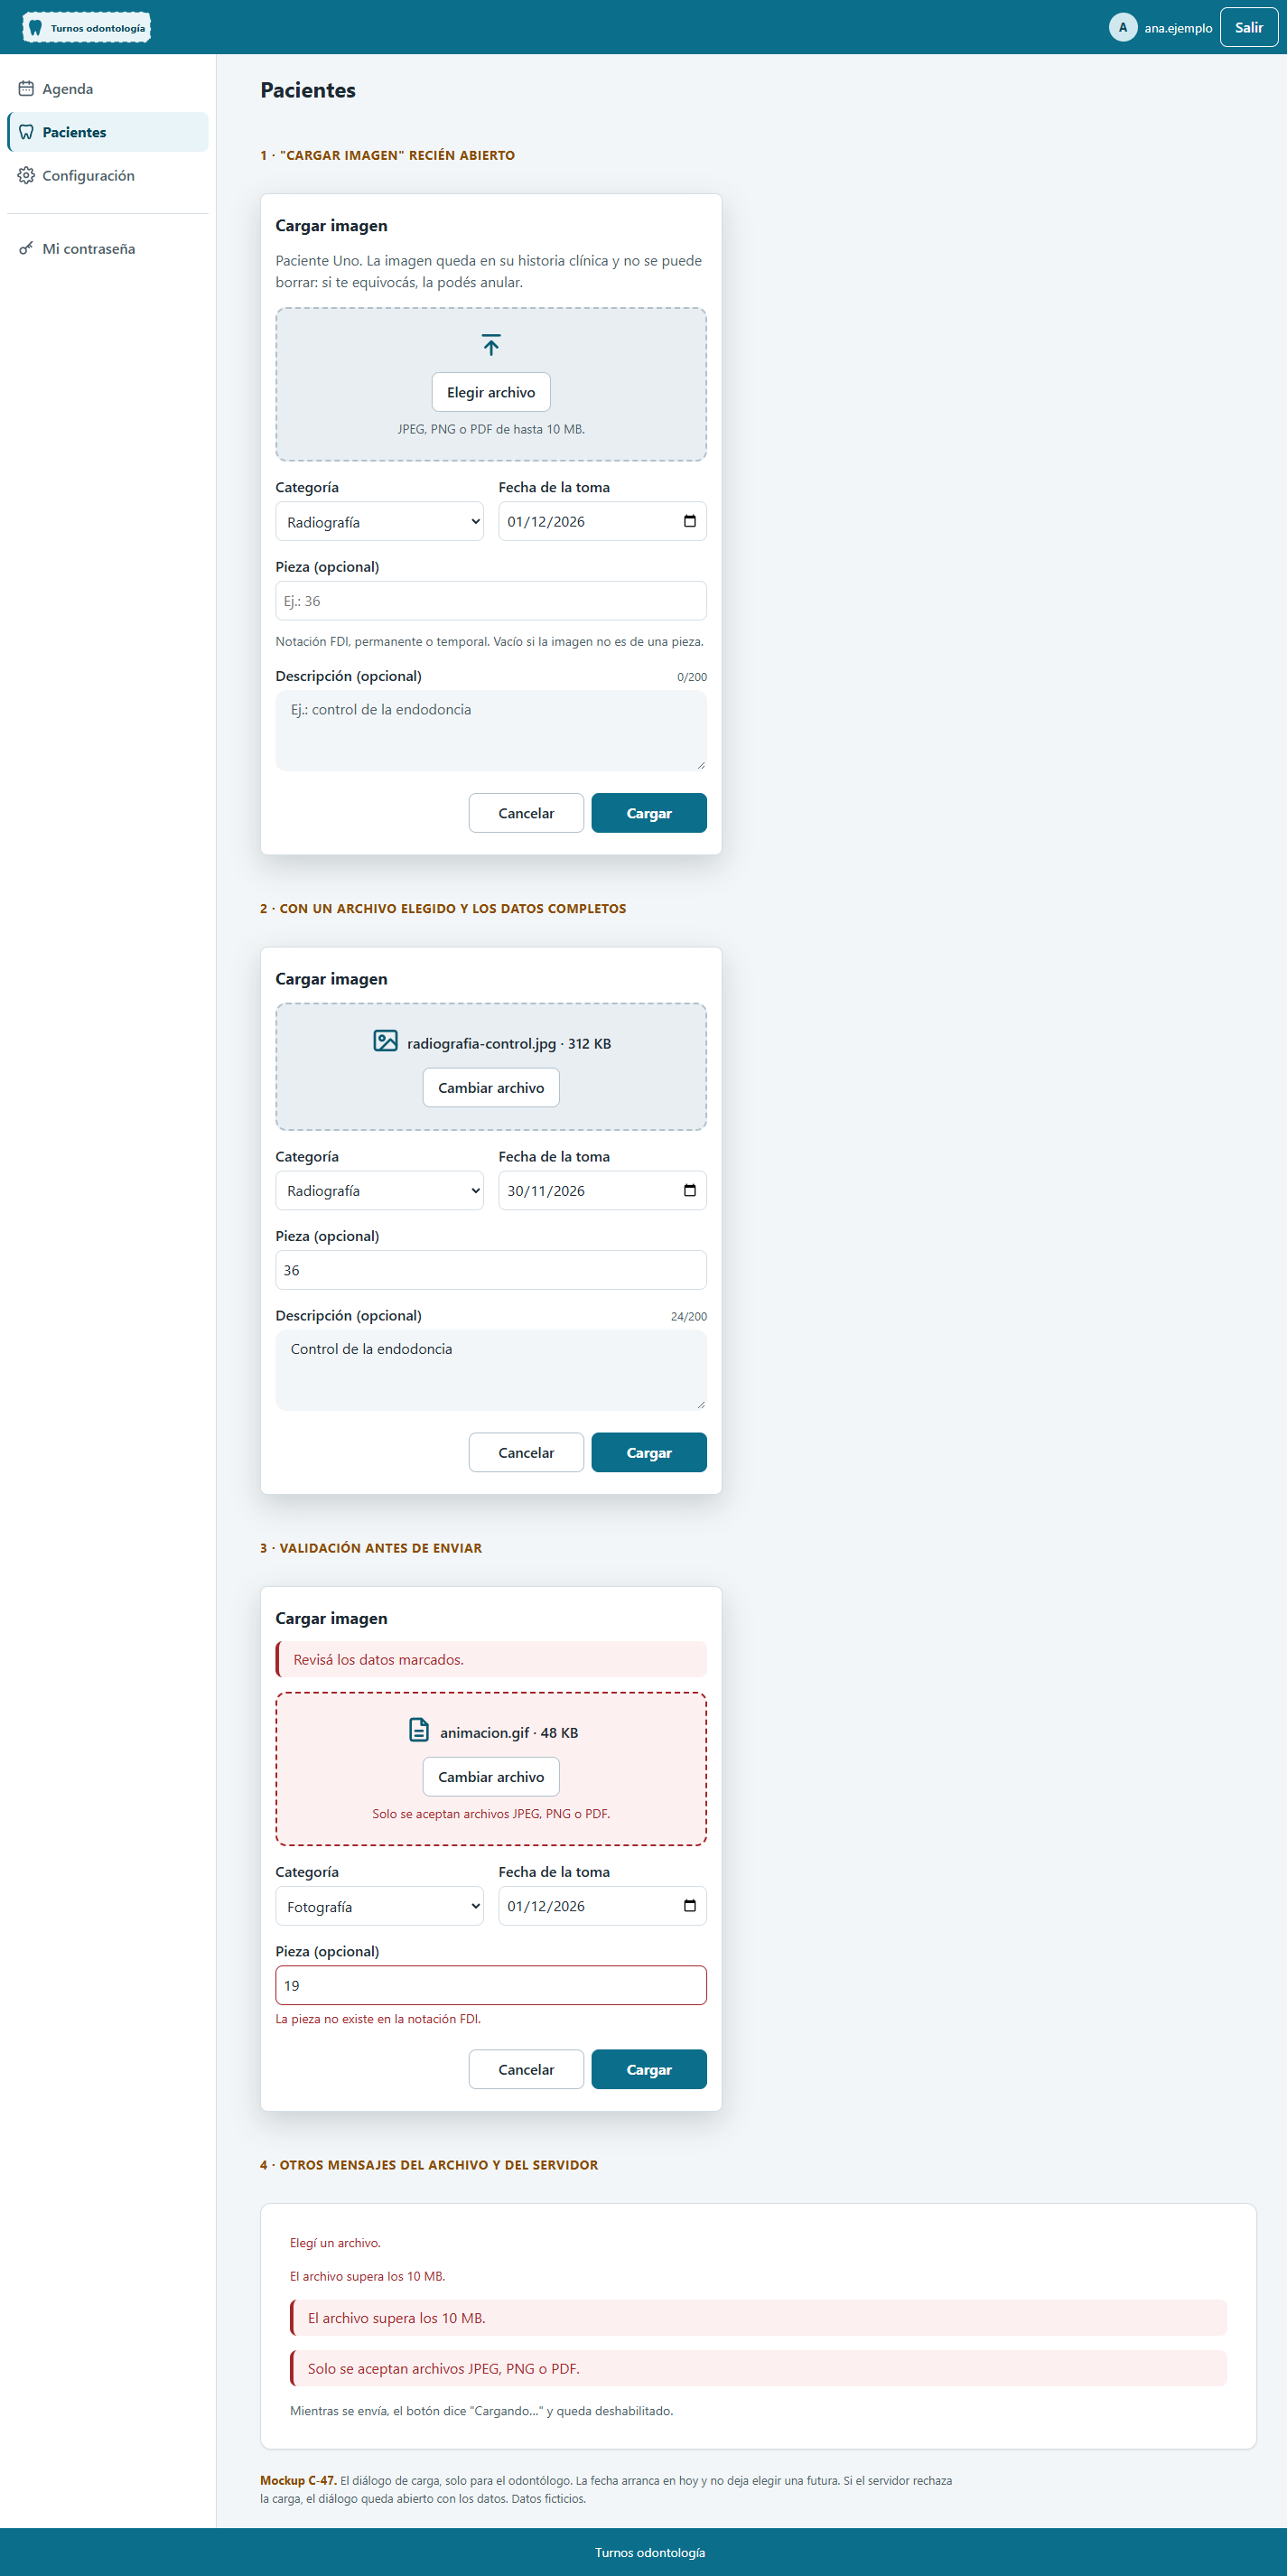 Turnos odontología
A ana.ejemplo Salir
Agenda
Pacientes
Configuración
Mi contraseña
Pacientes
1 · "CARGAR IMAGEN" RECIÉN ABIERTO
Cargar imagen
Paciente Uno. La imagen queda en su historia clínica y no se puede
borrar: si te equivocás, la podés anular.
Elegir archivo
JPEG, PNG o PDF de hasta 10 MB.
Categoría Fecha de la toma
Radiografía 01/12/2026
Pieza (opcional)
Ej.: 36
Notación FDI, permanente o temporal. Vacío si la imagen no es de una pieza.
Descripción (opcional) 0/200
Ej.: control de la endodoncia
Cancelar Cargar
2 · CON UN ARCHIVO ELEGIDO Y LOS DATOS COMPLETOS
Cargar imagen
radiografia-control.jpg · 312 KB
Cambiar archivo
Categoría Fecha de la toma
Radiografía 30/11/2026
Pieza (opcional)
36
Descripción (opcional) 24/200
Control de la endodoncia
Cancelar Cargar
3 · VALIDACIÓN ANTES DE ENVIAR
Cargar imagen
Revisá los datos marcados.
animacion.gif · 48 KB
Cambiar archivo
Solo se aceptan archivos JPEG, PNG o PDF.
Categoría Fecha de la toma
Fotografía 01/12/2026
Pieza (opcional)
19
La pieza no existe en la notación FDI.
Cancelar Cargar
4 · OTROS MENSAJES DEL ARCHIVO Y DEL SERVIDOR
Elegí un archivo.
El archivo supera los 10 MB.
El archivo supera los 10 MB.
Solo se aceptan archivos JPEG, PNG o PDF.
Mientras se envía, el botón dice "Cargando…" y queda deshabilitado.
Mockup C-47. El diálogo de carga, solo para el odontólogo. La fecha arranca en hoy y no deja elegir una futura. Si el servidor rechaza
la carga, el diálogo queda abierto con los datos. Datos ficticios.
Turnos odontología